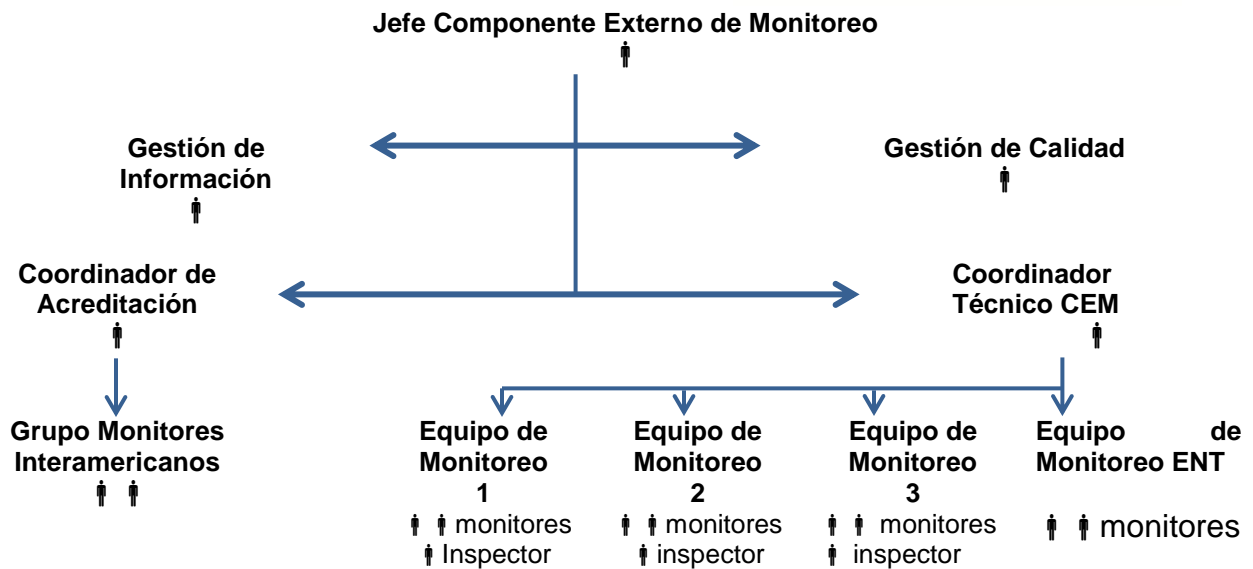 Jefe Componente Externo de Monitoreo
Gestión de
Información
Gestión de Calidad
Coordinador de
Acreditación
Coordinador
Técnico CEM
Grupo Monitores
Interamericanos
Equipo de
Monitoreo
1
monitores
Inspector
Equipo de
Monitoreo
2
monitores
inspector
Equipo de
Monitoreo
3
monitores
inspector
Equipo de
Monitoreo ENT
monitores